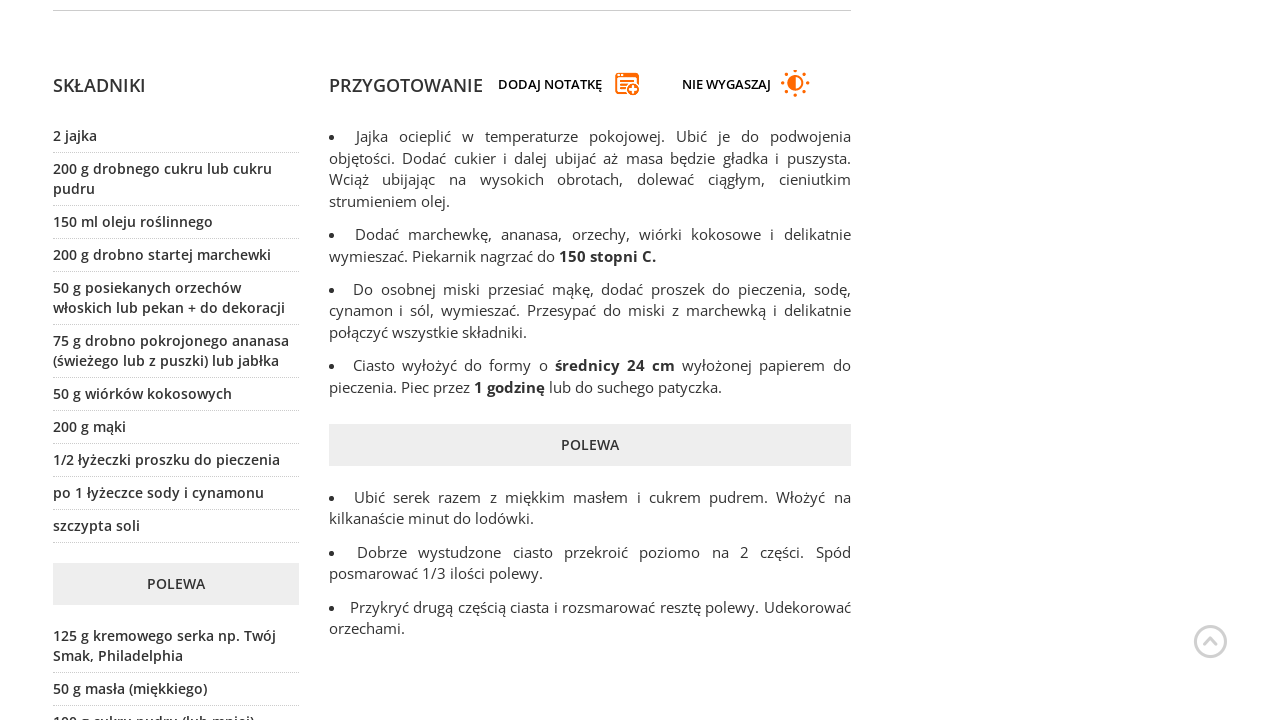 SKŁADNIKI
2 jajka
200 g drobnego cukru lub cukru
pudru
150 ml oleju roślinnego
200 g drobno startej marchewki
50 g posiekanych orzechów
włoskich lub pekan + do dekoracji
75 g drobno pokrojonego ananasa
(świeżego lub z puszki) lub jabłka
50 g wiórków kokosowych
200 g mąki
1/2 łyżeczki proszku do pieczenia
po 1 łyżeczce sody i cynamonu
szczypta soli
POLEWA
125 g kremowego serka np. Twój
Smak, Philadelphia
50 g masła (miękkiego)
100 g cukru pudru (lub mniej)
PRZYGOTOWANIE
DODAJ NOTATKĘ
NIE WYGASZAJ
• Jajka ocieplić w temperaturze pokojowej. Ubić je do podwojenia
objętości. Dodać cukier i dalej ubijać aż masa będzie gładka i puszysta.
Wciąż ubijając na wysokich obrotach, dolewać ciągłym, cieniutkim
strumieniem olej.
• Dodać marchewkę, ananasa, orzechy, wiórki kokosowe i delikatnie
wymieszać. Piekarnik nagrzać do 150 stopni C.
• Do osobnej miski przesiać mąkę, dodać proszek do pieczenia, sodę,
cynamon i sól, wymieszać. Przesypać do miski z marchewką i delikatnie
połączyć wszystkie składniki.
• Ciasto wyłożyć do formy o średnicy 24 cm wyłożonej papierem do
pieczenia. Piec przez 1 godzinę lub do suchego patyczka.
POLEWA
• Ubić serek razem z miękkim masłem i cukrem pudrem. Włożyć na
kilkanaście minut do lodówki.
• Dobrze wystudzone ciasto przekroić poziomo na 2 części. Spód
posmarować 1/3 ilości polewy.
• Przykryć drugą częścią ciasta i rozsmarować resztę polewy. Udekorować
orzechami.